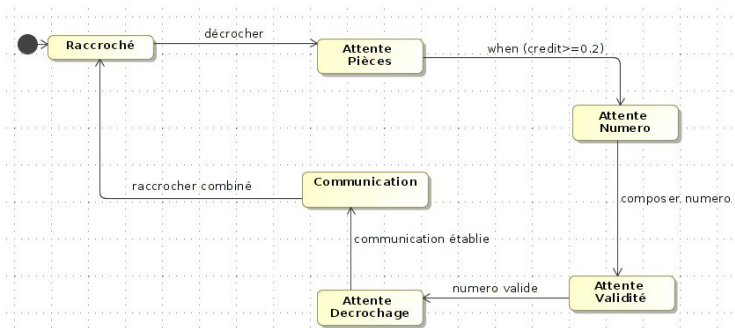 Raccroché
décrocher
Attente
Pièces
when (credit>=0.2)
Attente
Numero
composer numero
Attente
Validité
numero valide
Attente
Decrochage
communication établie
Communication
raccrocher combiné